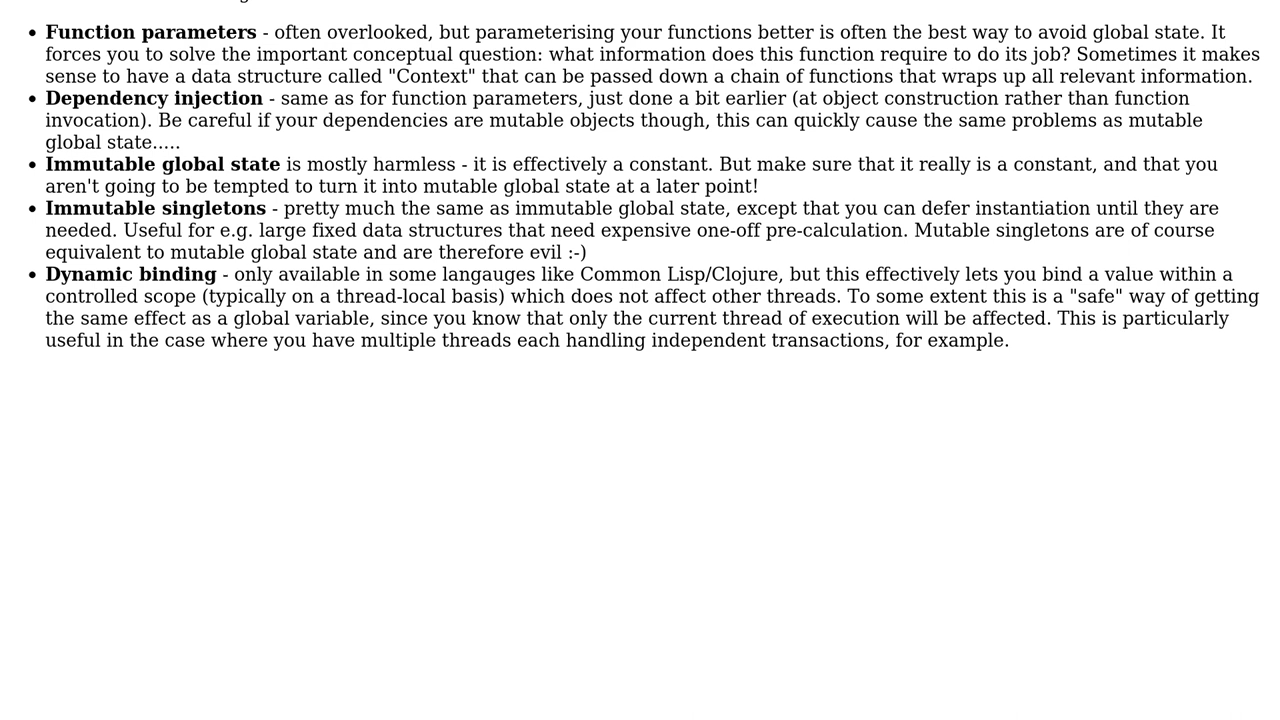 • Function parameters - often overlooked, but parameterising your functions better is often the best way to avoid global state. It
forces you to solve the important conceptual question: what information does this function require to do its job? Sometimes it makes
sense to have a data structure called "Context" that can be passed down a chain of functions that wraps up all relevant information.
• Dependency injection - same as for function parameters, just done a bit earlier (at object construction rather than function
invocation). Be careful if your dependencies are mutable objects though, this can quickly cause the same problems as mutable
global state.....
• Immutable global state is mostly harmless - it is effectively a constant. But make sure that it really is a constant, and that you
aren't going to be tempted to turn it into mutable global state at a later point!
• Immutable singletons - pretty much the same as immutable global state, except that you can defer instantiation until they are
needed. Useful for e.g. large fixed data structures that need expensive one-off pre-calculation. Mutable singletons are of course
equivalent to mutable global state and are therefore evil :-)
• Dynamic binding - only available in some langauges like Common Lisp/Clojure, but this effectively lets you bind a value within a
controlled scope (typically on a thread-local basis) which does not affect other threads. To some extent this is a "safe" way of getting
the same effect as a global variable, since you know that only the current thread of execution will be affected. This is particularly
useful in the case where you have multiple threads each handling independent transactions, for example.